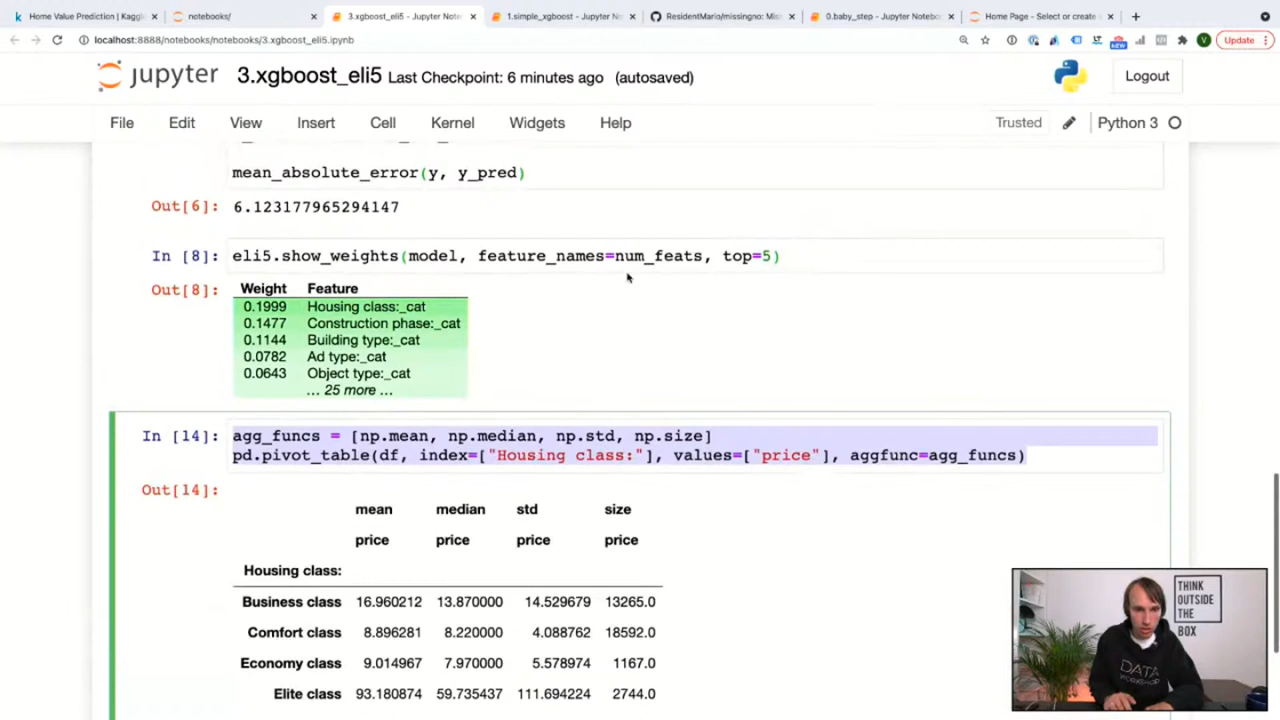 Home Value Prediction | Kaggl
notebooks/
3.xgboost_eli5 - Jupyter Note
1.simple_xgboost - Jupyter N
ResidentMario/missingno: Mis
0.baby_step - Jupyter Notebo
Home Page - Select or create
localhost:8888/notebooks/notebooks/3.xgboost_eli5.ipynb
NEW
V
Update
jupyter 3.xgboost_eli5 Last Checkpoint: 6 minutes ago (autosaved)
Logout
File Edit View Insert Cell Kernel Widgets Help
Trusted
Python 3
mean_absolute_error(y, y_pred)
Out[6]: 6.123177965294147
In [8]: eli5.show_weights(model, feature_names=num_feats, top=5)
Out[8]: Weight Feature
0.1999 Housing class:_cat
0.1477 Construction phase:_cat
0.1144 Building type:_cat
0.0782 Ad type:_cat
0.0643 Object type:_cat
… 25 more …
In [14]: agg_funcs = [np.mean, np.median, np.std, np.size]
pd.pivot_table(df, index=["Housing class:"], values=["price"], aggfunc=agg_funcs)
Out[14]:
mean median std size
price price price price
Housing class:
Business class 16.960212 13.870000 14.529679 13265.0
Comfort class 8.896281 8.220000 4.088762 18592.0
Economy class 9.014967 7.970000 5.578974 1167.0
Elite class 93.180874 59.735437 111.694224 2744.0
THINK
OUTSIDE
THE
BOX
DATA
WORKSHOP